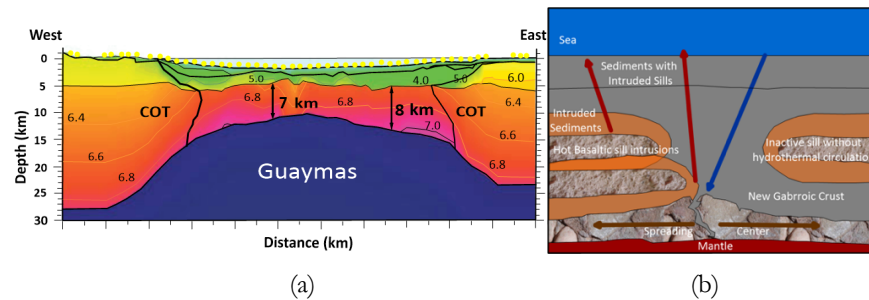 West
East
0
5
10
15
20
25
30
Depth (km)
5.0
4.0
5.0
6.0
6.8
6.8
6.4
6.6
6.8
7.0
6.6
6.8
COT
COT
7 km
8 km
Guaymas
Distance (km)
(a)
b)
Sea
Sediments with
Intruded Sills
Intruded
Sediments
Hot Basaltic sill intrusions
Inactive sill without
hydrothermal circulation
New Gabrroic Crust
Spreading
Center
Mantle
(b)